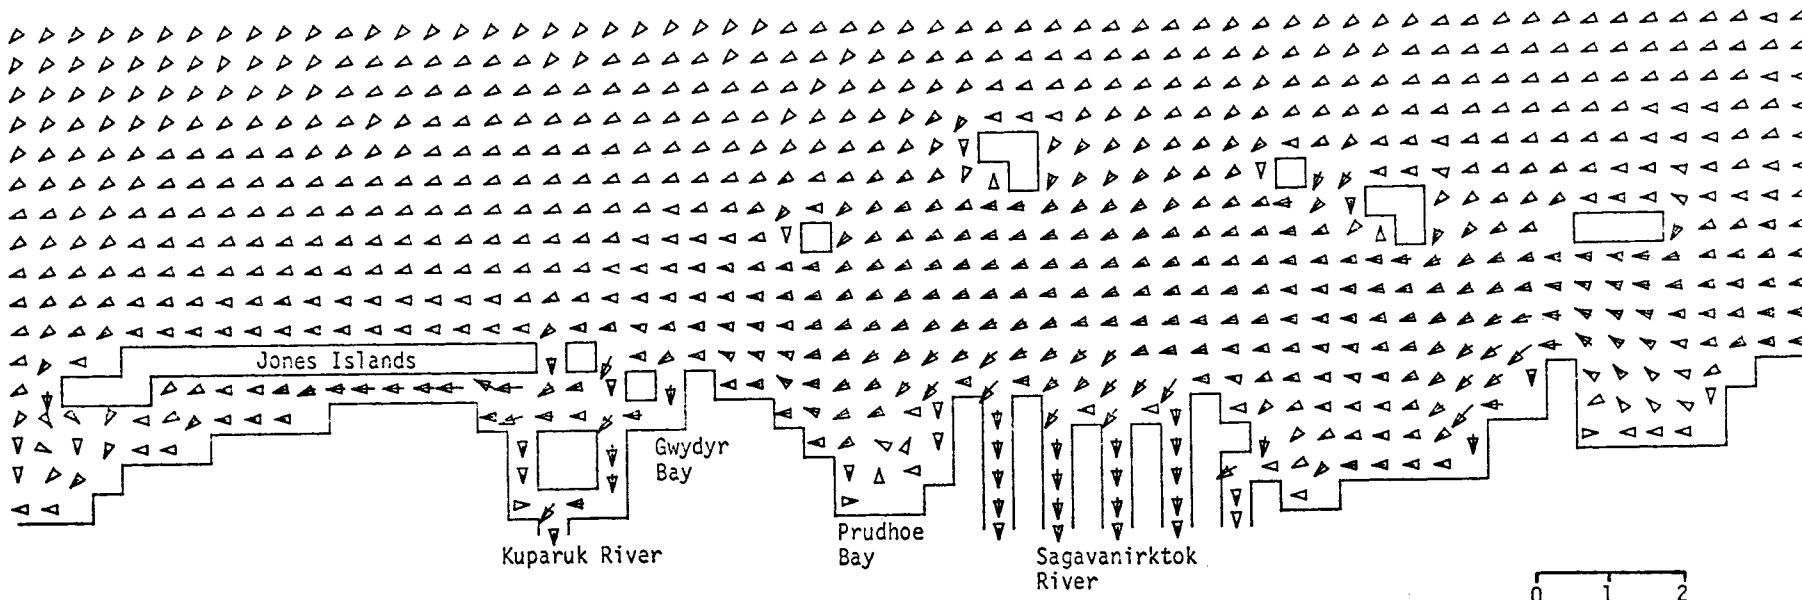 Jones Islands
Gwydyr
Bay
Prudhoe
Bay
Kuparuk River
Sagavanirktok
River
0 1 2